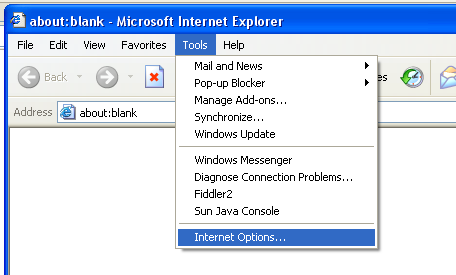 about:blank - Microsoft Internet Explorer
File Edit View Favorites Tools Help
Back
Mail and News
Pop-up Blocker
Manage Add-ons...
Synchronize...
Windows Update
Windows Messenger
Diagnose Connection Problems...
Fiddler2
Sun Java Console
Internet Options...
Address about:blank